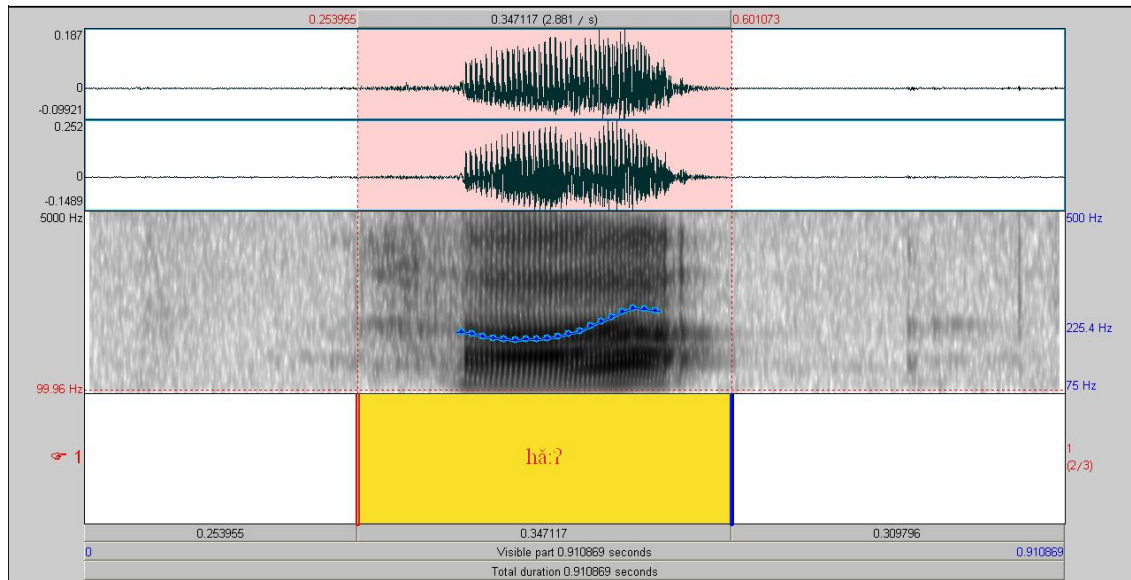 0.253955 0.347117 (2.881 / s) 0.601073
0.187
0
-0.09921
0.252
0
-0.1489
5000 Hz 500 Hz
225.4 Hz
99.96 Hz 75 Hz
☞ 1 hǎːʔ 1
(2/3)
0.253955 0.347117 0.309796
0 Visible part 0.910869 seconds 0.910869
Total duration 0.910869 seconds